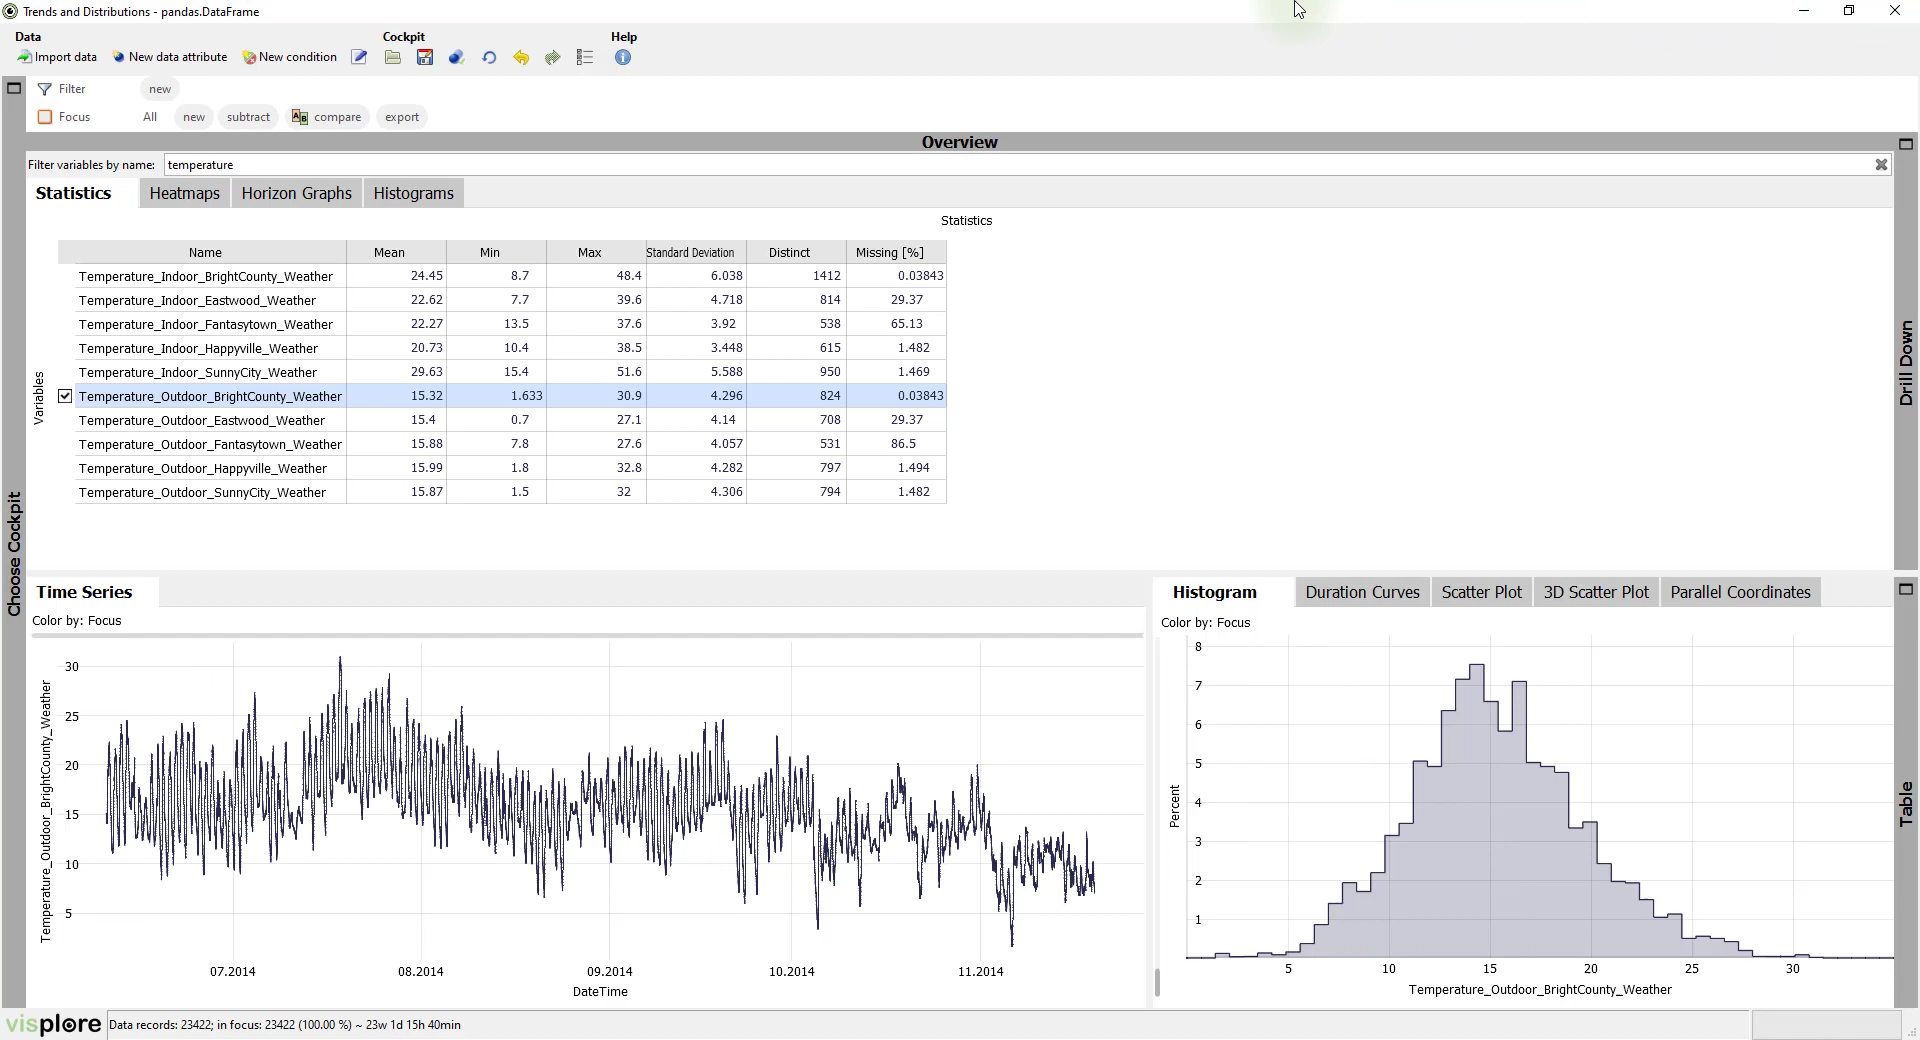 Trends and Distributions - pandas.DataFrame
Data
Cockpit
Help
Import data
New data attribute
New condition
Filter
new
Focus
All
new
subtract
compare
export
Overview
Filter variables by name:
temperature
Statistics
Heatmaps
Horizon Graphs
Histograms
Statistics
Name Mean Min Max Standard Deviation Distinct Missing [%]
Temperature_Indoor_BrightCounty_Weather 24.45 8.7 48.4 6.038 1412 0.03843
Temperature_Indoor_Eastwood_Weather 22.62 7.7 39.6 4.718 814 29.37
Temperature_Indoor_Fantasytown_Weather 22.27 13.5 37.6 3.92 538 65.13
Temperature_Indoor_Happyville_Weather 20.73 10.4 38.5 3.448 615 1.482
Temperature_Indoor_SunnyCity_Weather 29.63 15.4 51.6 5.588 950 1.469
Temperature_Outdoor_BrightCounty_Weather 15.32 1.633 30.9 4.296 824 0.03843
Temperature_Outdoor_Eastwood_Weather 15.4 0.7 27.1 4.14 708 29.37
Temperature_Outdoor_Fantasytown_Weather 15.88 7.8 27.6 4.057 531 86.5
Temperature_Outdoor_Happyville_Weather 15.99 1.8 32.8 4.282 797 1.494
Temperature_Outdoor_SunnyCity_Weather 15.87 1.5 32 4.306 794 1.482
Variables
Choose Cockpit
Drill Down
Time Series
Color by: Focus
30
25
20
15
10
5
Temperature_Outdoor_BrightCounty_Weather
07.2014 08.2014 09.2014 10.2014 11.2014
DateTime
Histogram
Duration Curves
Scatter Plot
3D Scatter Plot
Parallel Coordinates
Color by: Focus
8
7
6
5
4
3
2
1
Percent
5 10 15 20 25 30
Temperature_Outdoor_BrightCounty_Weather
Table
visplore
Data records: 23422; in focus: 23422 (100.00 %) ~ 23w 1d 15h 40min